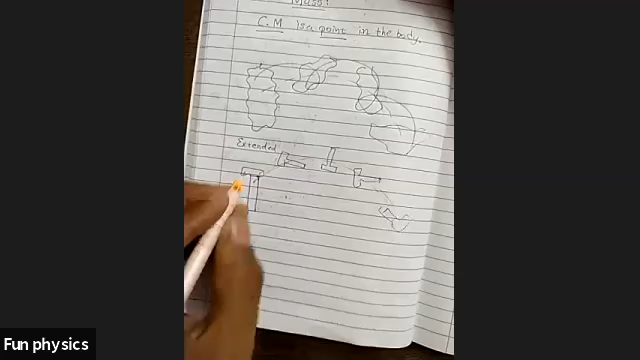 C.M is a point in the body.
Extended
Fun physics